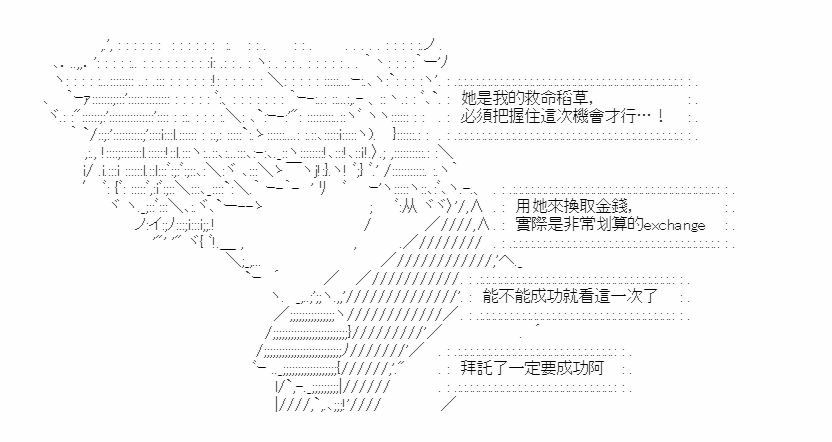 她是我的救命稻草，
必須把握住這次機會才行…！
用她來換取金錢，
實際是非常划算的exchange
能不能成功就看這一次了
拜託了一定要成功阿